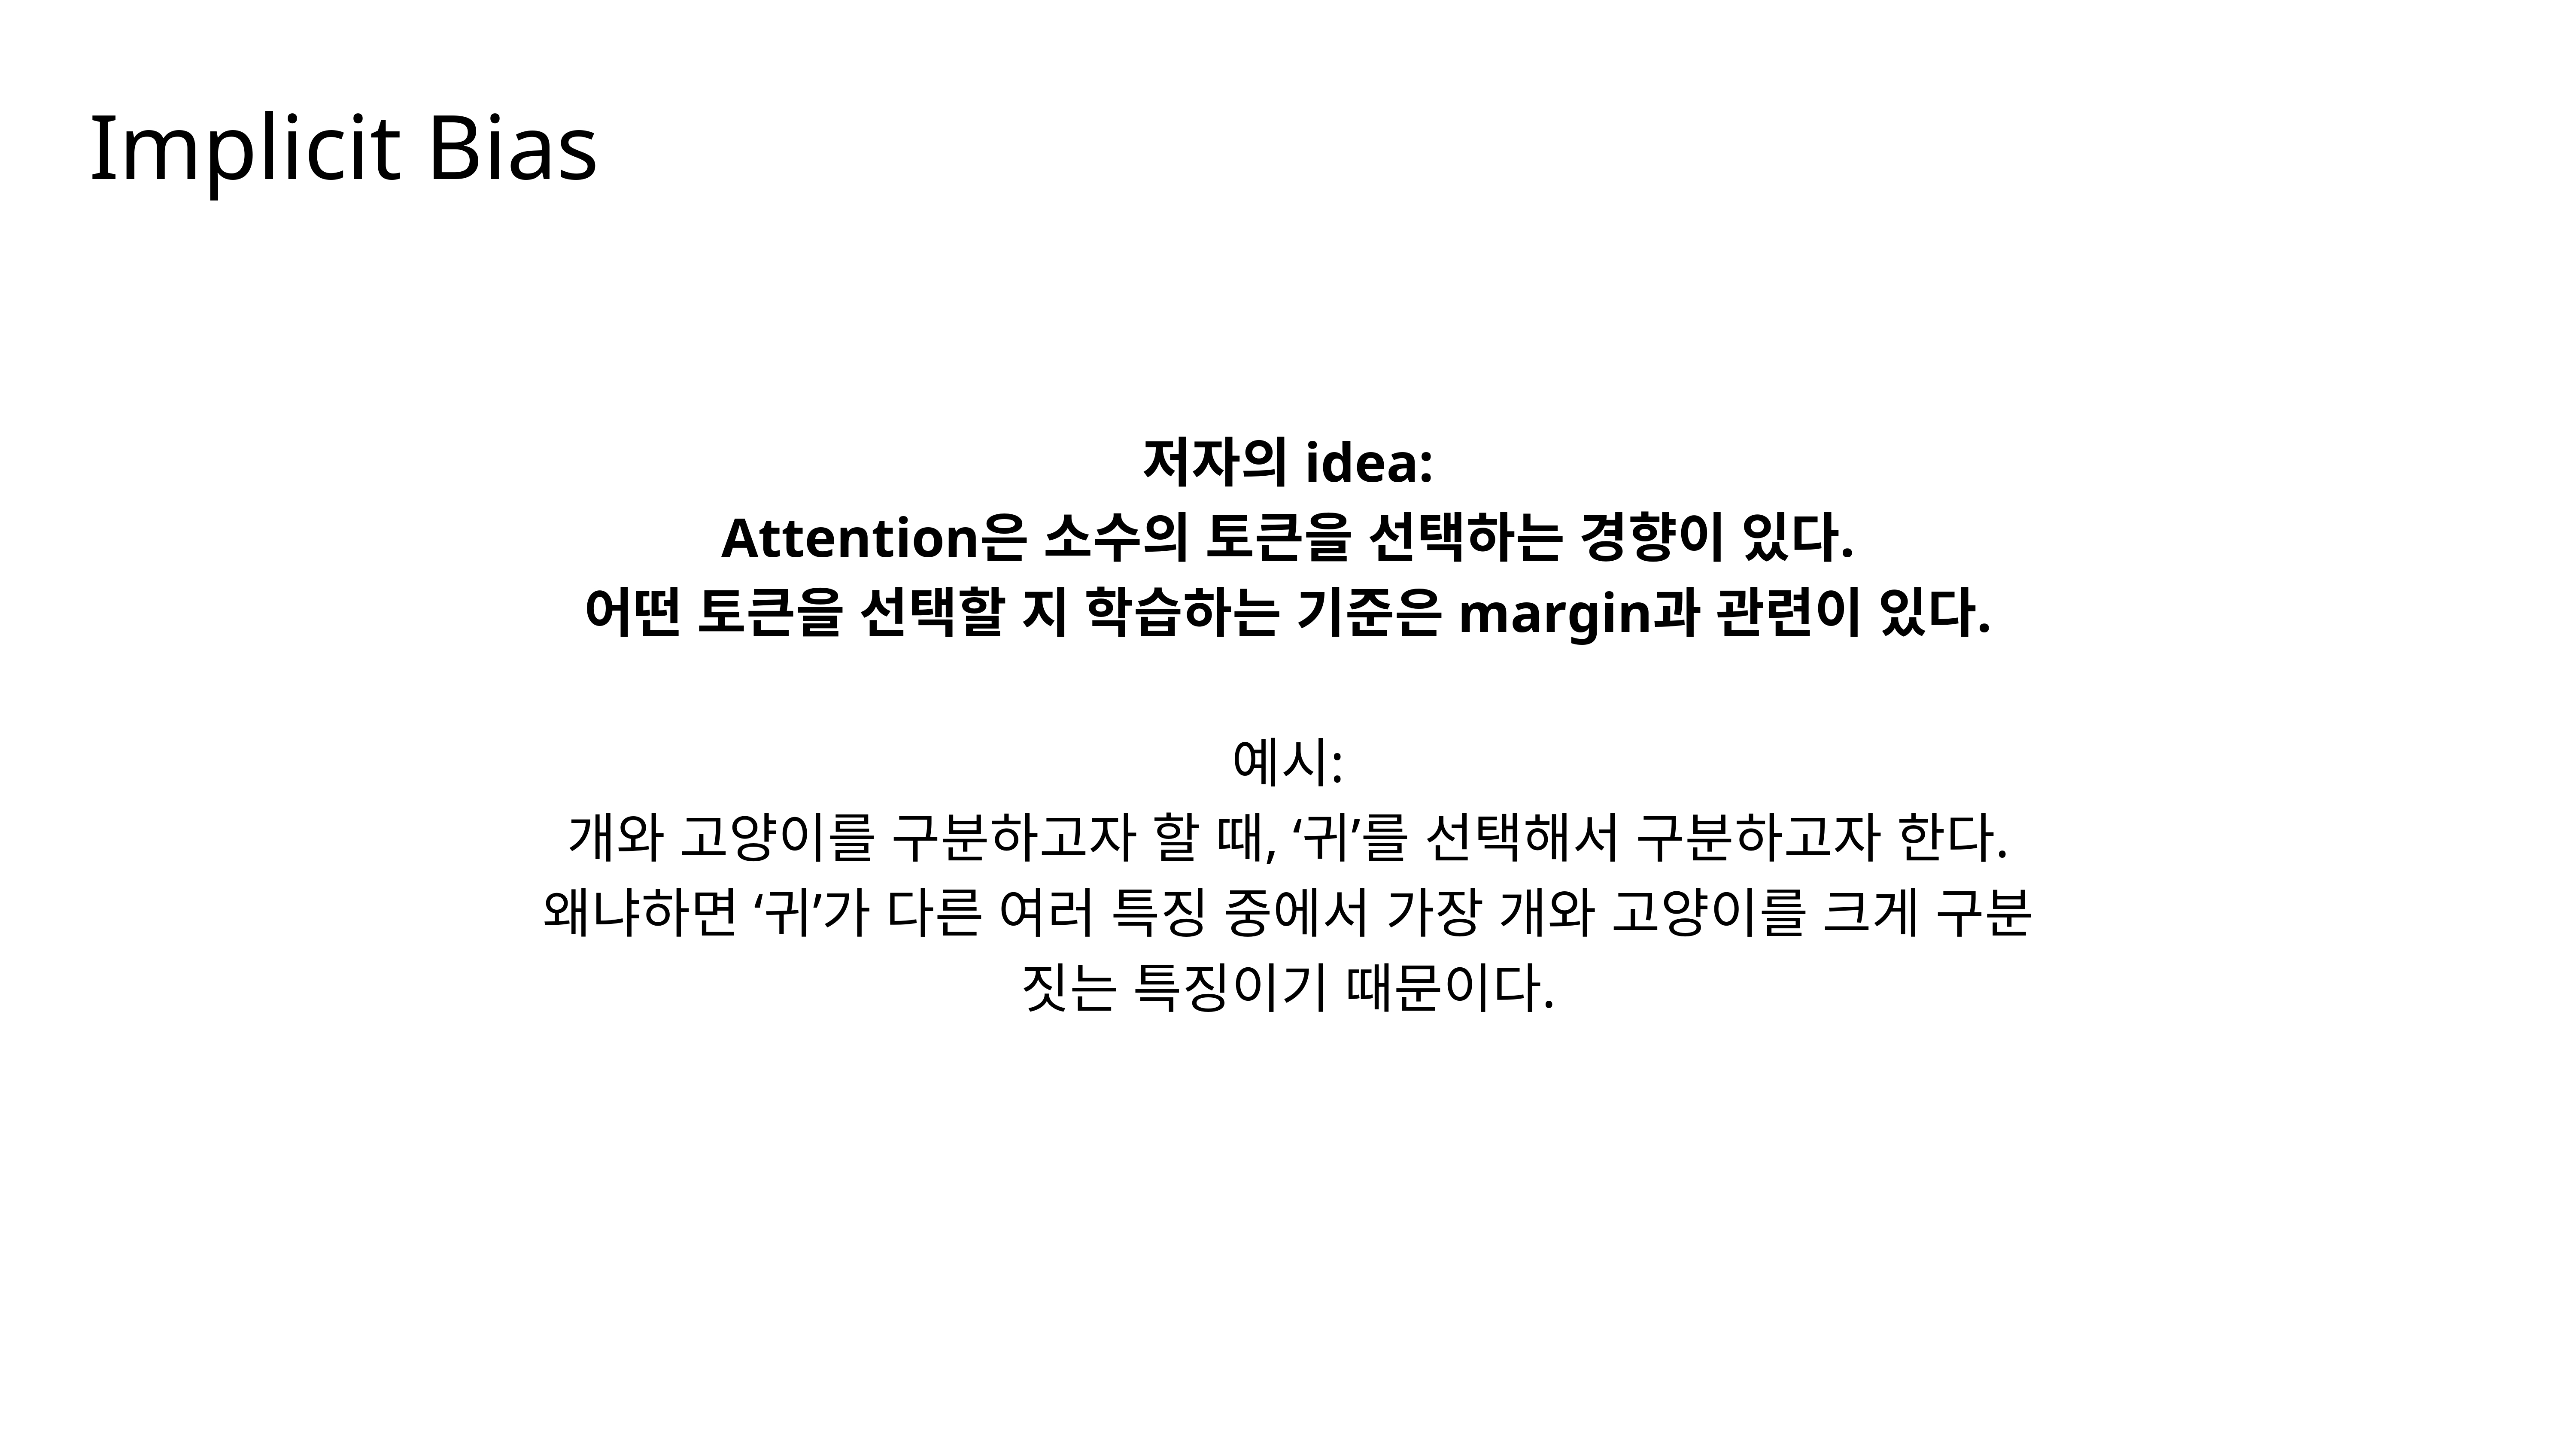 Implicit Bias
저자의 idea:
Attention은 소수의 토큰을 선택하는 경향이 있다.
어떤 토큰을 선택할 지 학습하는 기준은 margin과 관련이 있다.
예시:
개와 고양이를 구분하고자 할 때, ‘귀’를 선택해서 구분하고자 한다.
왜냐하면 ‘귀’가 다른 여러 특징 중에서 가장 개와 고양이를 크게 구분
짓는 특징이기 때문이다.